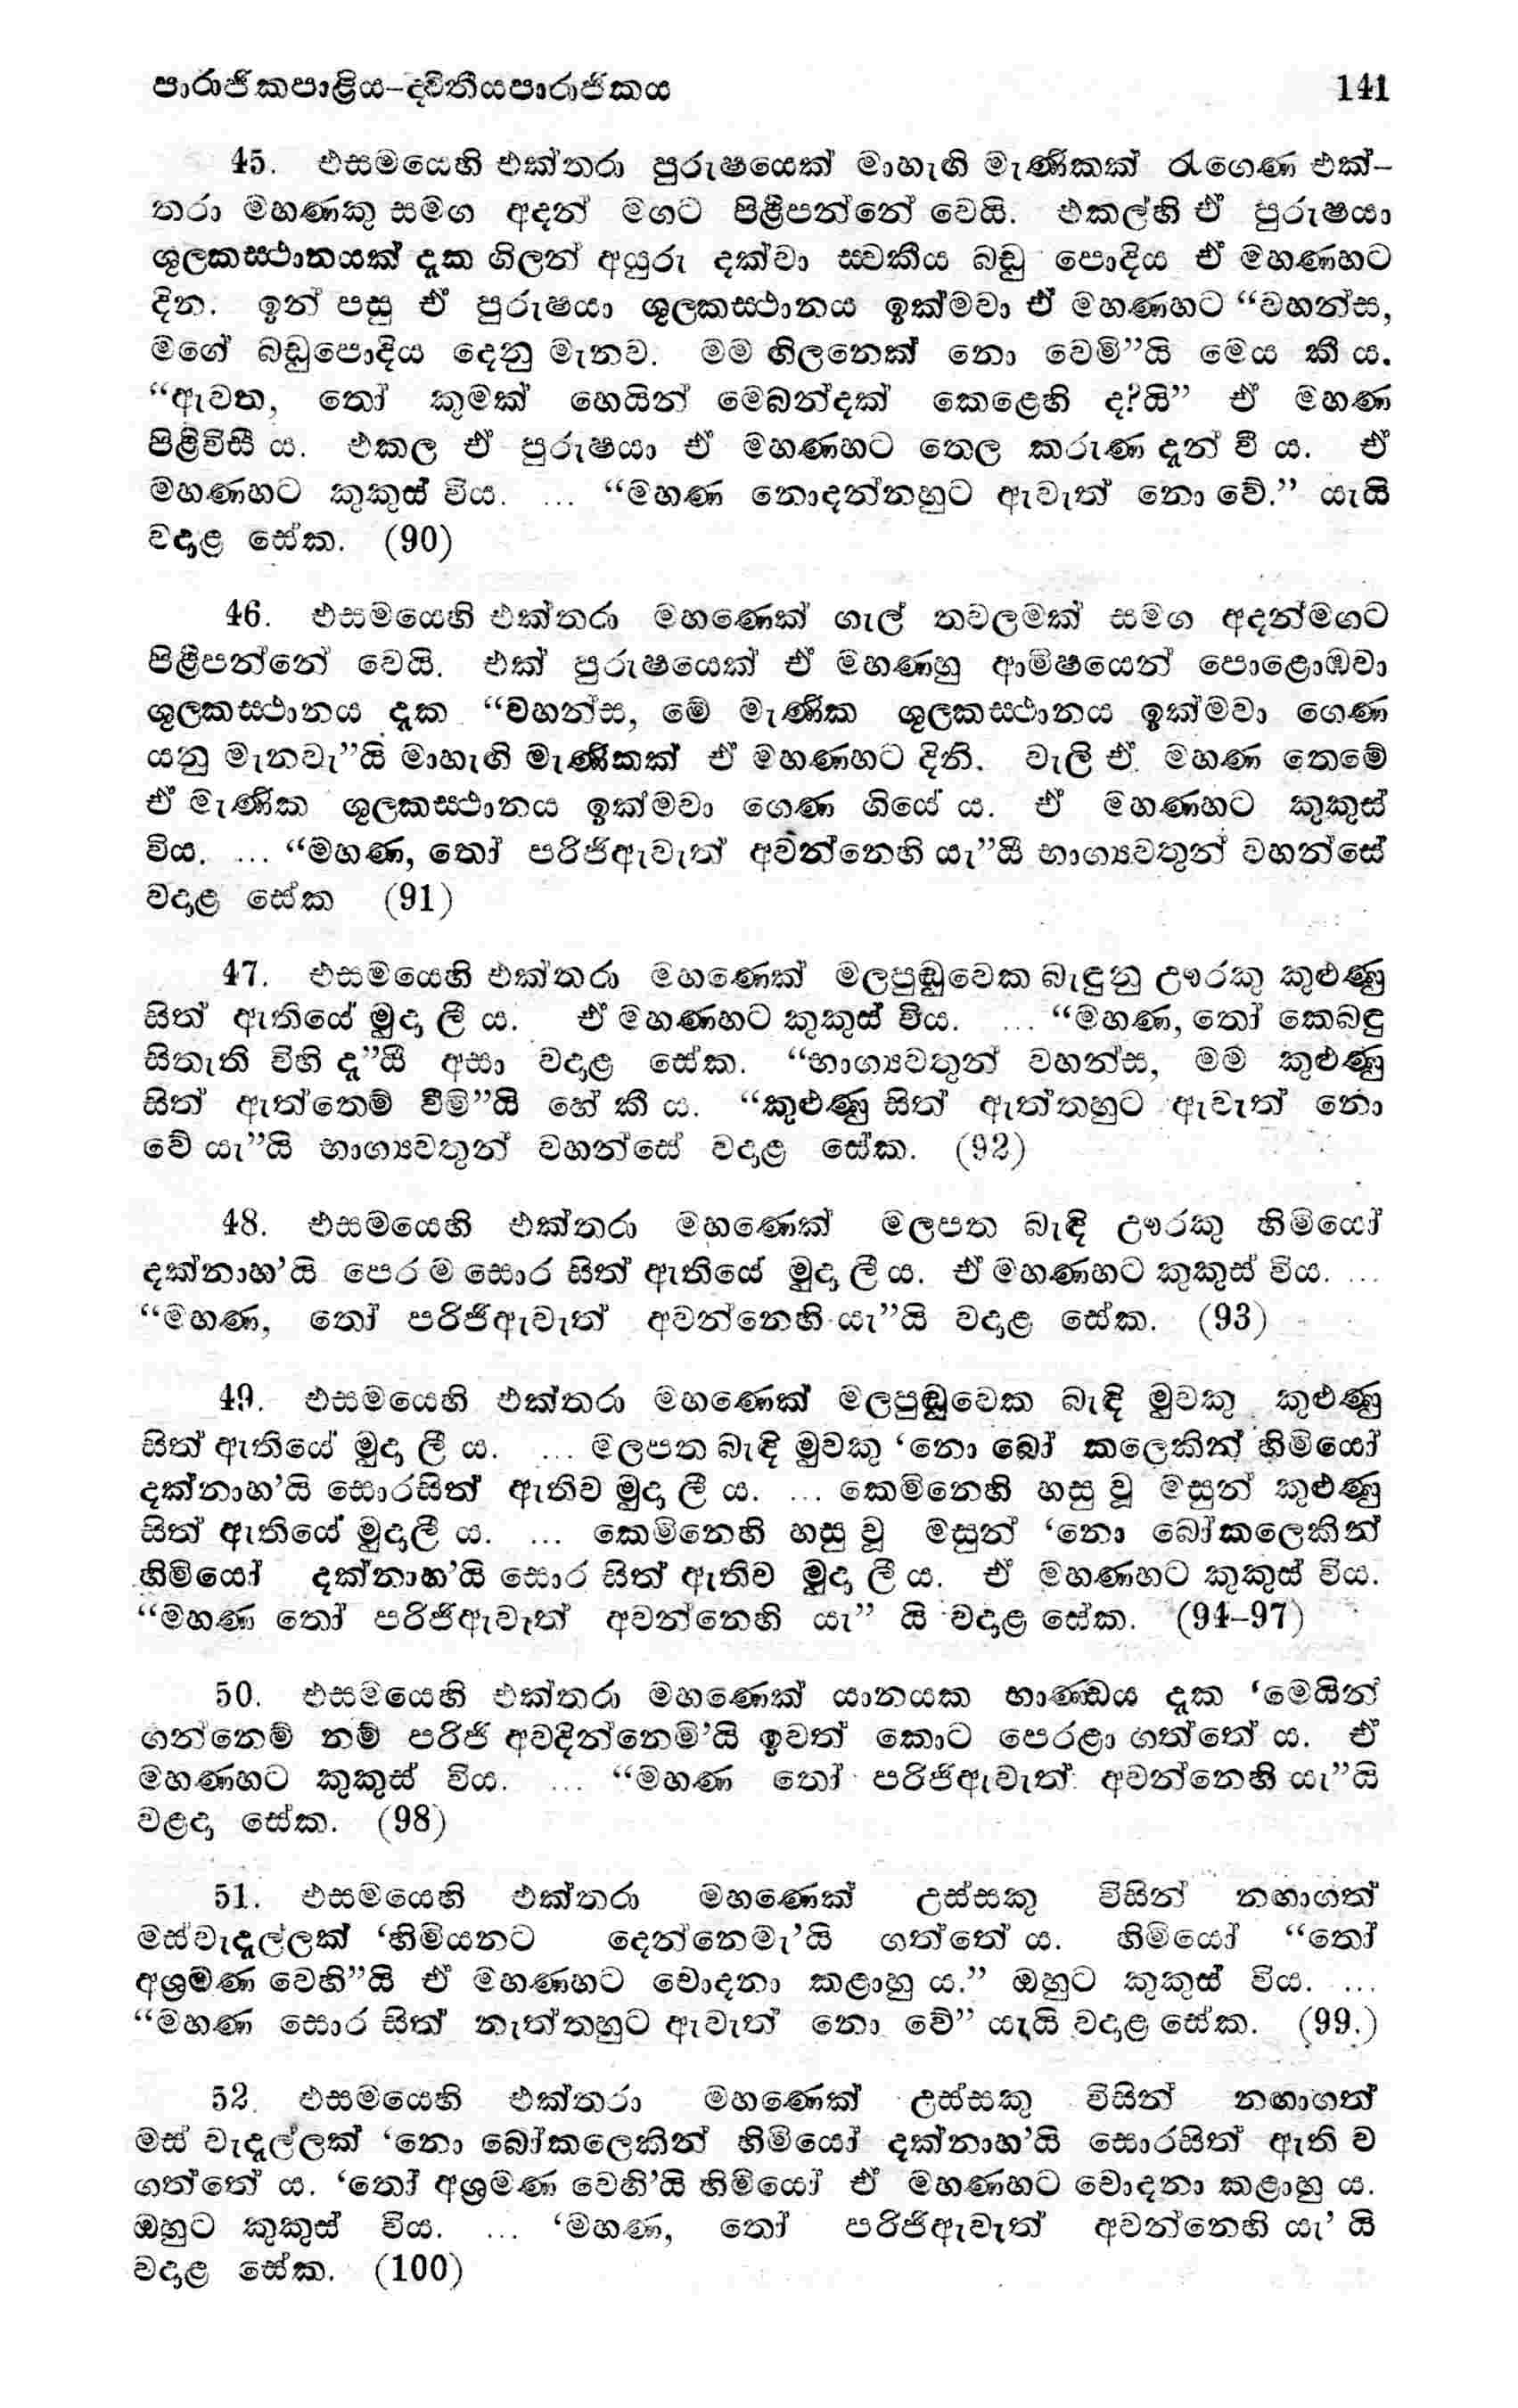 පාරාජිකපාළිය-ද්විතීයපාරාජිකය 141
45. එසමයෙහි එක්තරා පුරුෂයෙක් මාහැඟි මැණිකක් රැගෙණ එක්-
තරා මහණකු සමග අදන් මගට පිළිපන්නේ වෙයි. එකල්හි ඒ පුරුෂයා
ශුල්කස්ථානයක් දැක ගිලන් අයුරු දක්වා ස්වකීය බඩු පොදිය ඒ මහණහට
දින. ඉන් පසු ඒ පුරුෂයා ශුල්කස්ථානය ඉක්මවා ඒ මහණහට “වහන්ස,
මගේ බඩුපොදිය දෙනු මැනව. මම ගිලනෙක් නො වෙමි”යි මෙය කී ය.
“ඇවත, තෝ කුමක් හෙයින් මෙබන්දක් කෙළෙහි ද?යි” ඒ මහණ
පිළිවිසී ය. එකල ඒ පුරුෂයා ඒ මහණහට තෙල කරුණ දැන් වී ය. ඒ
මහණහට කුකුස් විය. ... “මහණ නොදන්නහුට ඇවැත් නො වේ.” යැයි
වදාළ සේක. (90)
46. එසමයෙහි එක්තරා මහණෙක් ගැල් තවලමක් සමග අදන්මගට
පිළිපන්නේ වෙයි. එක් පුරුෂයෙක් ඒ මහණහු ආමිෂයෙන් පොළොඹවා
ශුල්කස්ථානය දැක “වහන්ස, මේ මැණික ශුල්කස්ථානය ඉක්මවා ගෙණ
යනු මැනවැ”යි මාහැඟි මැණිකක් ඒ මහණහට දිනි. වැලි ඒ මහණ තෙමේ
ඒ මැණික ශුල්කස්ථානය ඉක්මවා ගෙණ ගියේ ය. ඒ මහණහට කුකුස්
විය. ... “මහණ, තෝ පරිජිඇවැත් අවන්නෙහි යැ”යි භාග්‍යවතුන් වහන්සේ
වදාළ සේක (91)
47. එසමයෙහි එක්තරා මහණෙක් මලපුඬුවෙක බැඳුනු ඌරකු කුළුණු
සිත් ඇතියේ මුදා ලී ය. ඒ මහණහට කුකුස් විය. ... “මහණ, තෝ කෙබඳු
සිතැති විහි දැ”යි අසා වදාළ සේක. “භාග්‍යවතුන් වහන්ස, මම කුළුණු
සිත් ඇත්තෙම් වීමි”යි හේ කී ය. “කුළුණු සිත් ඇත්තහුට ඇවැත් නො
වේ යැ”යි භාග්‍යවතුන් වහන්සේ වදාළ සේක. (92)
48. එසමයෙහි එක්තරා මහණෙක් මලපත බැඳි ඌරකු හිමියෝ
දක්නාහ’යි පෙර ම සොර සිත් ඇතියේ මුදා ලී ය. ඒ මහණහට කුකුස් විය. ...
“මහණ, තෝ පරිජිඇවැත් අවන්නෙහි යැ”යි වදාළ සේක. (93)
49. එසමයෙහි එක්තරා මහණෙක් මලපුඬුවෙක බැඳි මුවකු කුළුණු
සිත් ඇතියේ මුදා ලී ය. ... මලපත බැඳි මුවකු ‘නො බෝ කලෙකින් හිමියෝ
දක්නාහ’යි සොරසිත් ඇතිව මුදා ලී ය. ... කෙමිනෙහි හසු වූ මසුන් කුළුණු
සිත් ඇතියේ මුදාලී ය. ... කෙමිනෙහි හසු වූ මසුන් ‘නො බෝකලෙකින්
හිමියෝ දක්නාහ’යි සොර සිත් ඇතිව මුදා ලී ය. ඒ මහණහට කුකුස් විය.
“මහණ තෝ පරිජිඇවැත් අවන්නෙහි යැ” යි වදාළ සේක. (94-97)
50. එසමයෙහි එක්තරා මහණෙක් යානයක භාණ්ඩය දැක ‘මෙයින්
ගන්නෙම් නම් පරිජි අවදින්නෙමි’යි ඉවත් කොට පෙරළා ගත්තේ ය. ඒ
මහණහට කුකුස් විය. ... “මහණ තෝ පරිජිඇවැත් අවන්නෙහි යැ”යි
වළදා සේක. (98)
51. එසමයෙහි එක්තරා මහණෙක් උස්සකු විසින් නඟාගත්
මස්වැදැල්ලක් ‘හිමියනට දෙන්නෙමැ’යි ගත්තේ ය. හිමියෝ “තෝ
අශ්‍රමණ වෙහි”යි ඒ මහණහට චොදනා කළාහු ය.” ඔහුට කුකුස් විය. ...
“මහණ සොර සිත් නැත්තහුට ඇවැත් නො වේ” යැයි වදාළ සේක. (99.)
52. එසමයෙහි එක්තරා මහණෙක් උස්සකු විසින් නඟාගත්
මස් වැදැල්ලක් ‘නො බෝකලෙකින් හිමියෝ දක්නාහ’යි සොරසිත් ඇති ව
ගත්තේ ය. ‘තෝ අශ්‍රමණ වෙහි’යි හිමියෝ ඒ මහණහට චොදනා කළාහු ය.
ඔහුට කුකුස් විය. ... ‘මහණ, තෝ පරිජිඇවැත් අවන්නෙහි යැ’ යි
වදාළ සේක. (100)